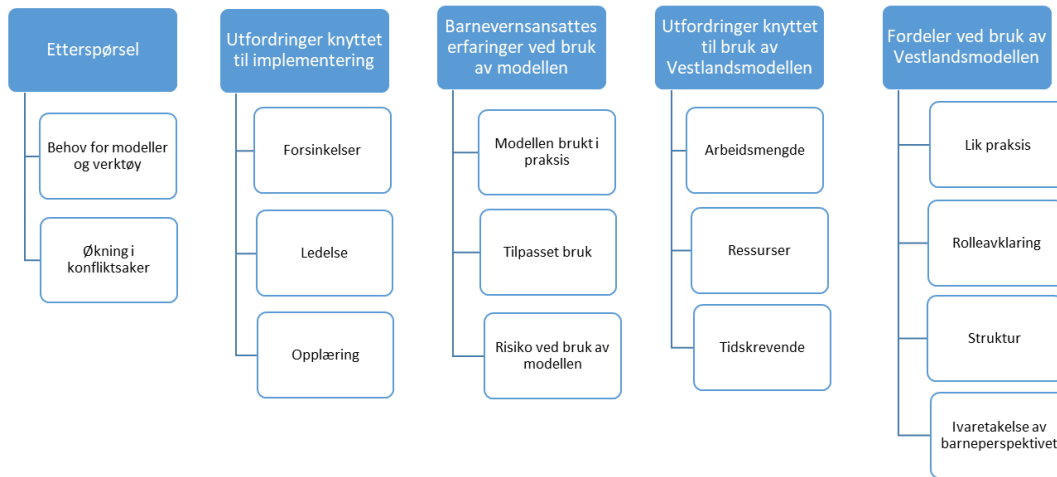 Etterspørsel
Behov for modeller
og verktøy
Økning i
konfliktsaker
Utfordringer knyttet
til implementering
Forsinkelser
Ledelse
Opplæring
Barnevernsansattes
erfaringer ved bruk
av modellen
Modellen brukt i
praksis
Tilpasset bruk
Risiko ved bruk av
modellen
Utfordringer knyttet
til bruk av
Vestlandsmodellen
Arbeidsmengde
Ressurser
Tidskrevende
Fordeler ved bruk av
Vestlandsmodellen
Lik praksis
Rolleavklaring
Struktur
Ivaretakelse av
barneperspektivet